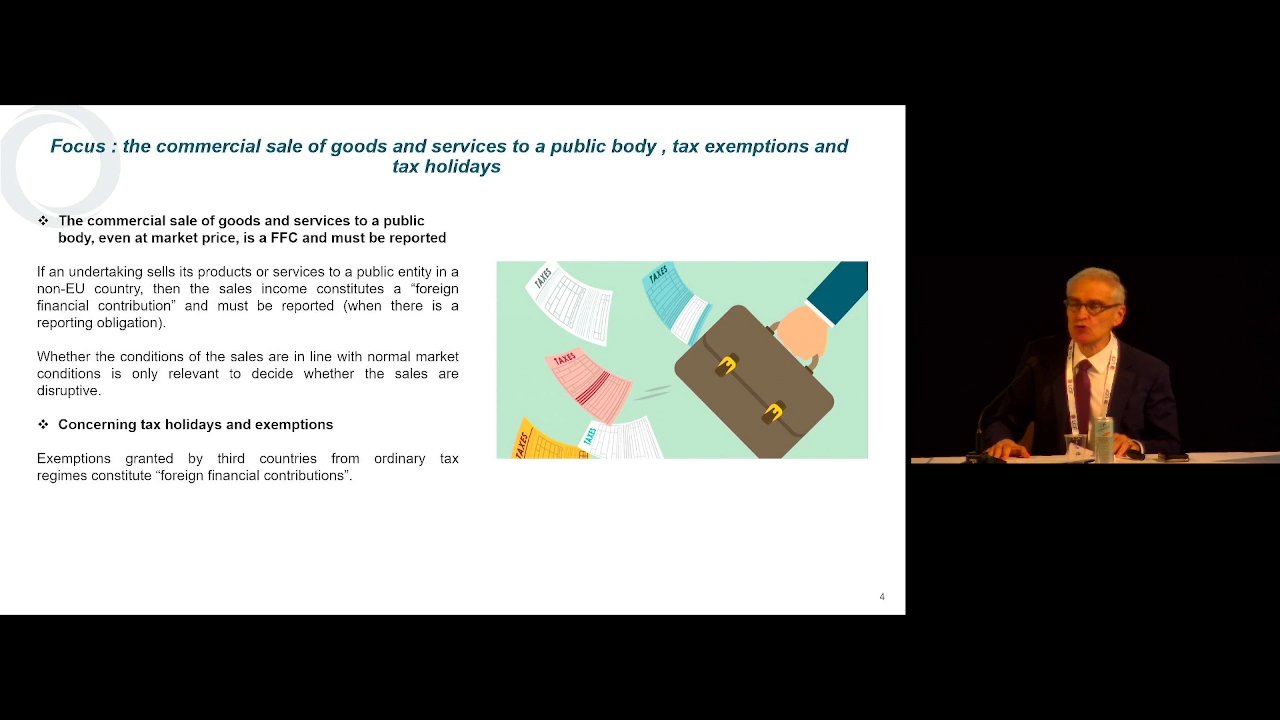 Focus : the commercial sale of goods and services to a public body , tax exemptions and
tax holidays
❖ The commercial sale of goods and services to a public
body, even at market price, is a FFC and must be reported
If an undertaking sells its products or services to a public entity in a
non-EU country, then the sales income constitutes a “foreign
financial contribution” and must be reported (when there is a
reporting obligation).
Whether the conditions of the sales are in line with normal market
conditions is only relevant to decide whether the sales are
disruptive.
❖ Concerning tax holidays and exemptions
Exemptions granted by third countries from ordinary tax
regimes constitute “foreign financial contributions”.
TAXES
TAXES
TAXES
TAXES
TAXES
4